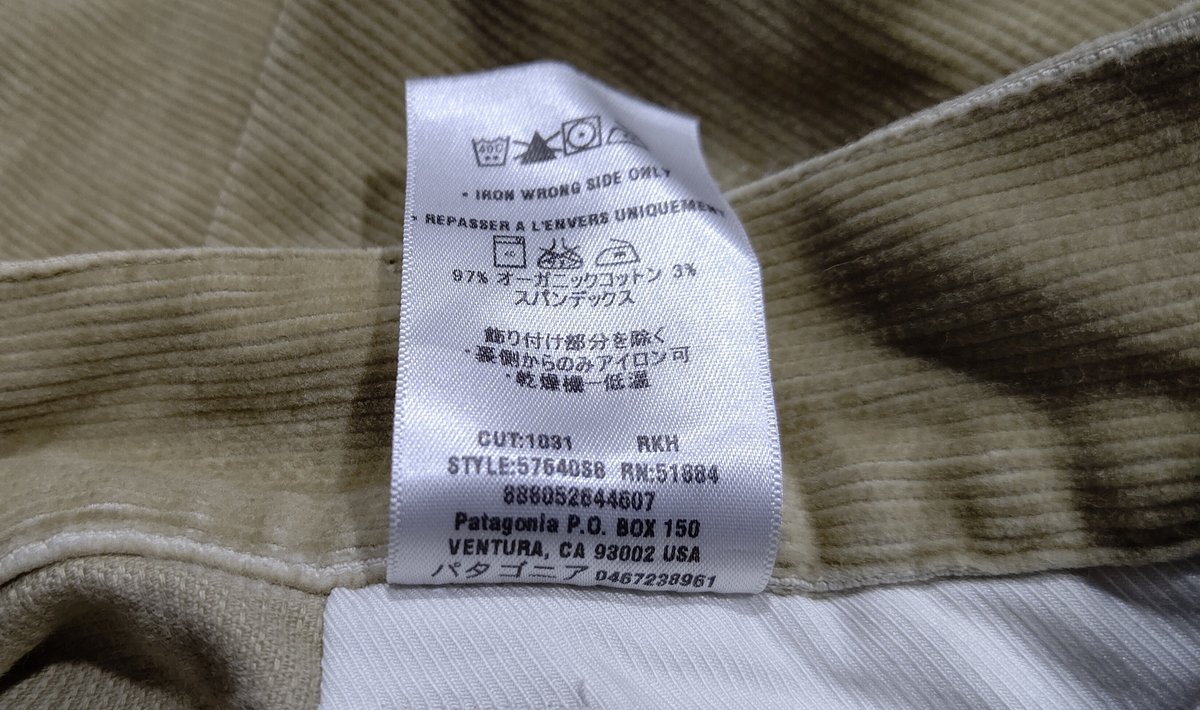 40C
• IRON WRONG SIDE ONLY
• REPASSER A L'ENVERS UNIQUEMENT
97% オーガニックコットン 3%
スパンデックス
飾り付け部分を除く
・裏側からのみアイロン可
・乾燥機ー低温
CUT:1031 RKH
STYLE:57640S8 RN:51884
888052644607
Patagonia P.O. BOX 150
VENTURA, CA 93002 USA
パタゴニア 0467238961